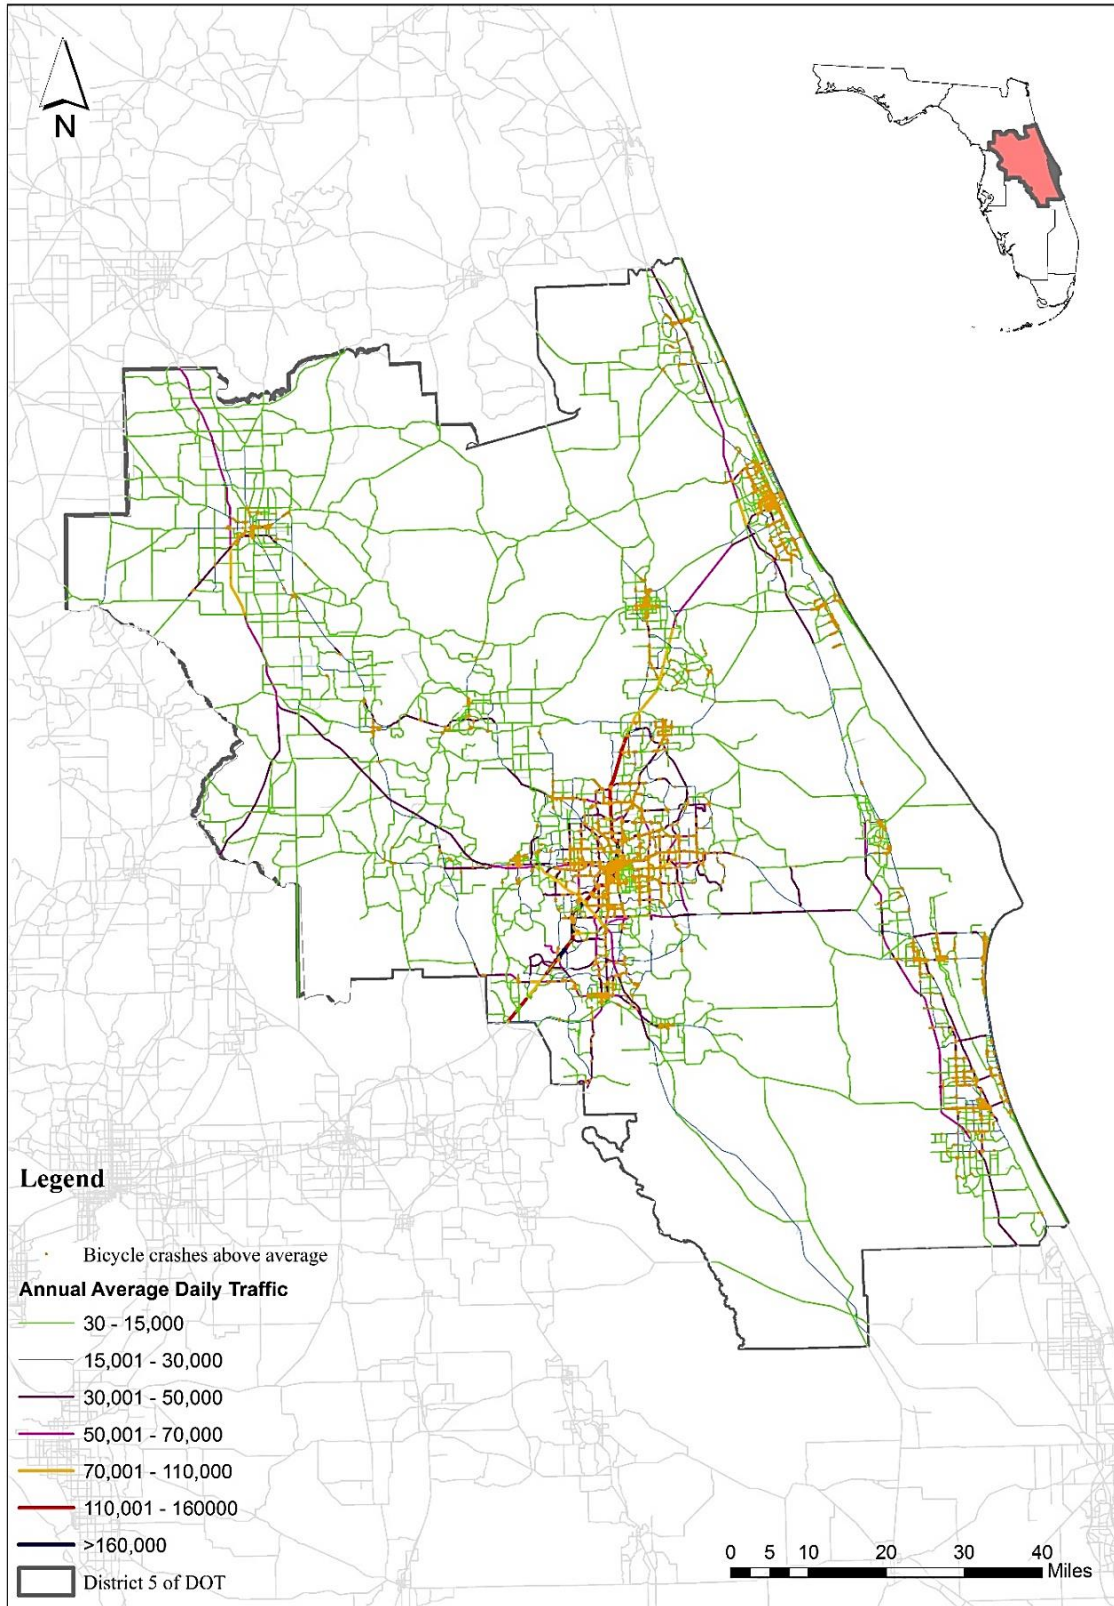 N
Legend
Bicycle crashes above average
Annual Average Daily Traffic
30 - 15,000
15,001 - 30,000
30,001 - 50,000
50,001 -70,000
70,001 - 110,000
110,001 - 160000
>160,000
District 5 of DOT
0 5 10 20 30 40
Miles